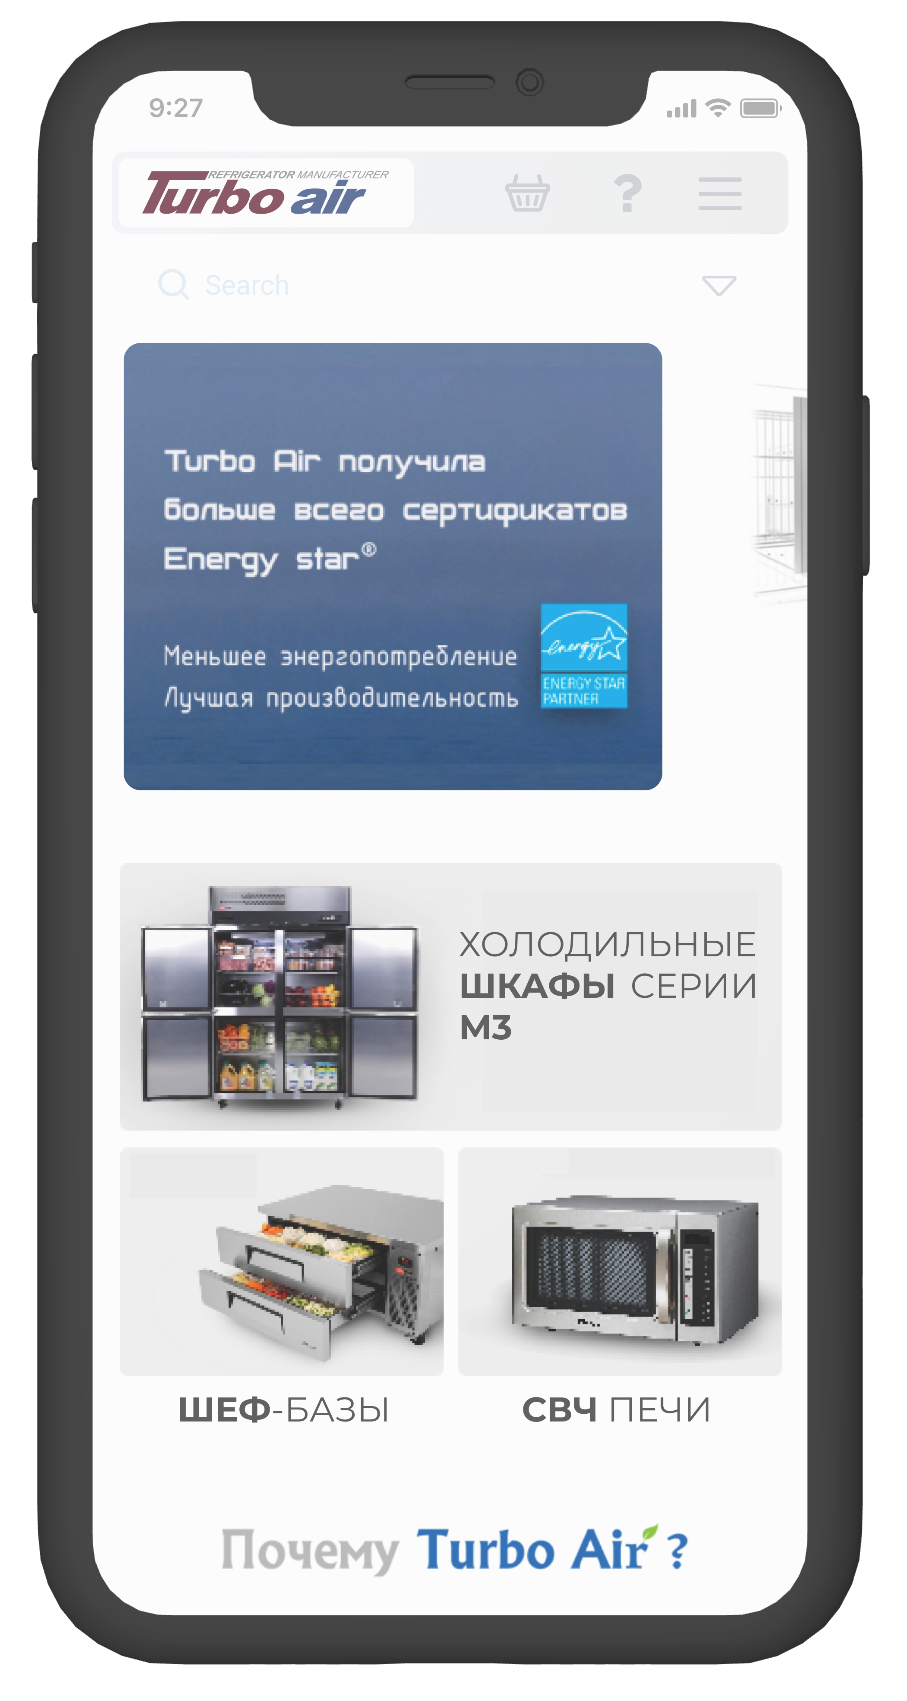 9:27
REFRIGERATOR MANUFACTURER
Turbo air
Search
Turbo Air получила
больше всего сертификатов
Energy star®
Меньшее энергопотребление
Лучшая производительность
energy
ENERGY STAR
PARTNER
ХОЛОДИЛЬНЫЕ
ШКАФЫ СЕРИИ
М3
ШЕФ-БАЗЫ
СВЧ ПЕЧИ
Почему Turbo Air ?